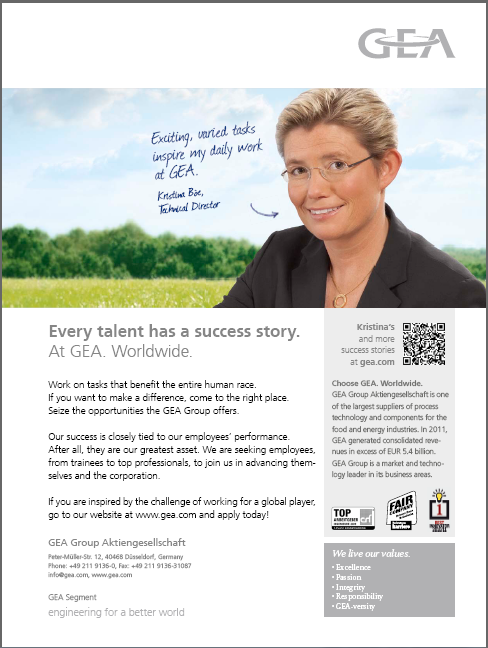 GEA
Exciting, varied tasks
inspire my daily work
at GEA.
Kristina Böe,
Technical Director
Every talent has a success story.
At GEA. Worldwide.
Work on tasks that benefit the entire human race.
If you want to make a difference, come to the right place.
Seize the opportunities the GEA Group offers.
Our success is closely tied to our employees’ performance.
After all, they are our greatest asset. We are seeking employees,
from trainees to top professionals, to join us in advancing them-
selves and the corporation.
If you are inspired by the challenge of working for a global player,
go to our website at www.gea.com and apply today!
GEA Group Aktiengesellschaft
Peter-Müller-Str. 12, 40468 Düsseldorf, Germany
Phone: +49 211 9136-0, Fax: +49 211 9136-31087
info@gea.com, www.gea.com
GEA Segment
engineering for a better world
Kristina's
and more
success stories
at gea.com
Choose GEA. Worldwide.
GEA Group Aktiengesellschaft is one
of the largest suppliers of process
technology and components for the
food and energy industries. In 2011,
GEA generated consolidated reve-
nues in excess of EUR 5.4 billion.
GEA Group is a market and techno-
logy leader in its business areas.
TOP
ARBEITGEBER
FAIR
COMPANY
1
We live our values.
• Excellence
• Passion
• Integrity
• Responsibility
• GEA-versity